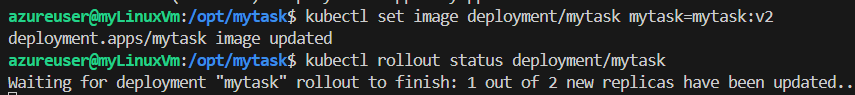 azureuser@myLinuxVm:/opt/mytask$ kubectl set image deployment/mytask mytask=mytask:v2
deployment.apps/mytask image updated
azureuser@myLinuxVm:/opt/mytask$ kubectl rollout status deployment/mytask
Waiting for deployment "mytask" rollout to finish: 1 out of 2 new replicas have been updated..